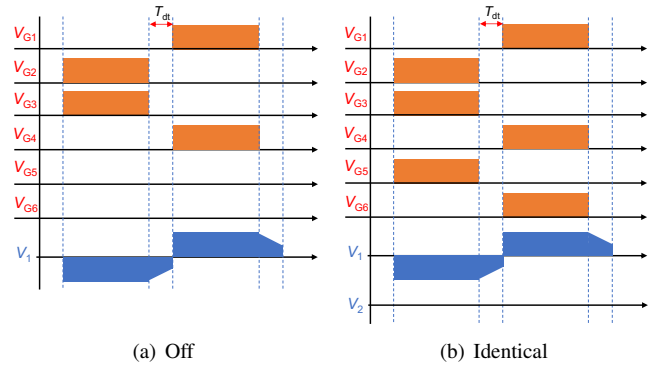 T_dt
V_G1
V_G2
V_G3
V_G4
V_G5
V_G6
V_1
(a) Off
T_dt
V_G1
V_G2
V_G3
V_G4
V_G5
V_G6
V_1
V_2
(b) Identical